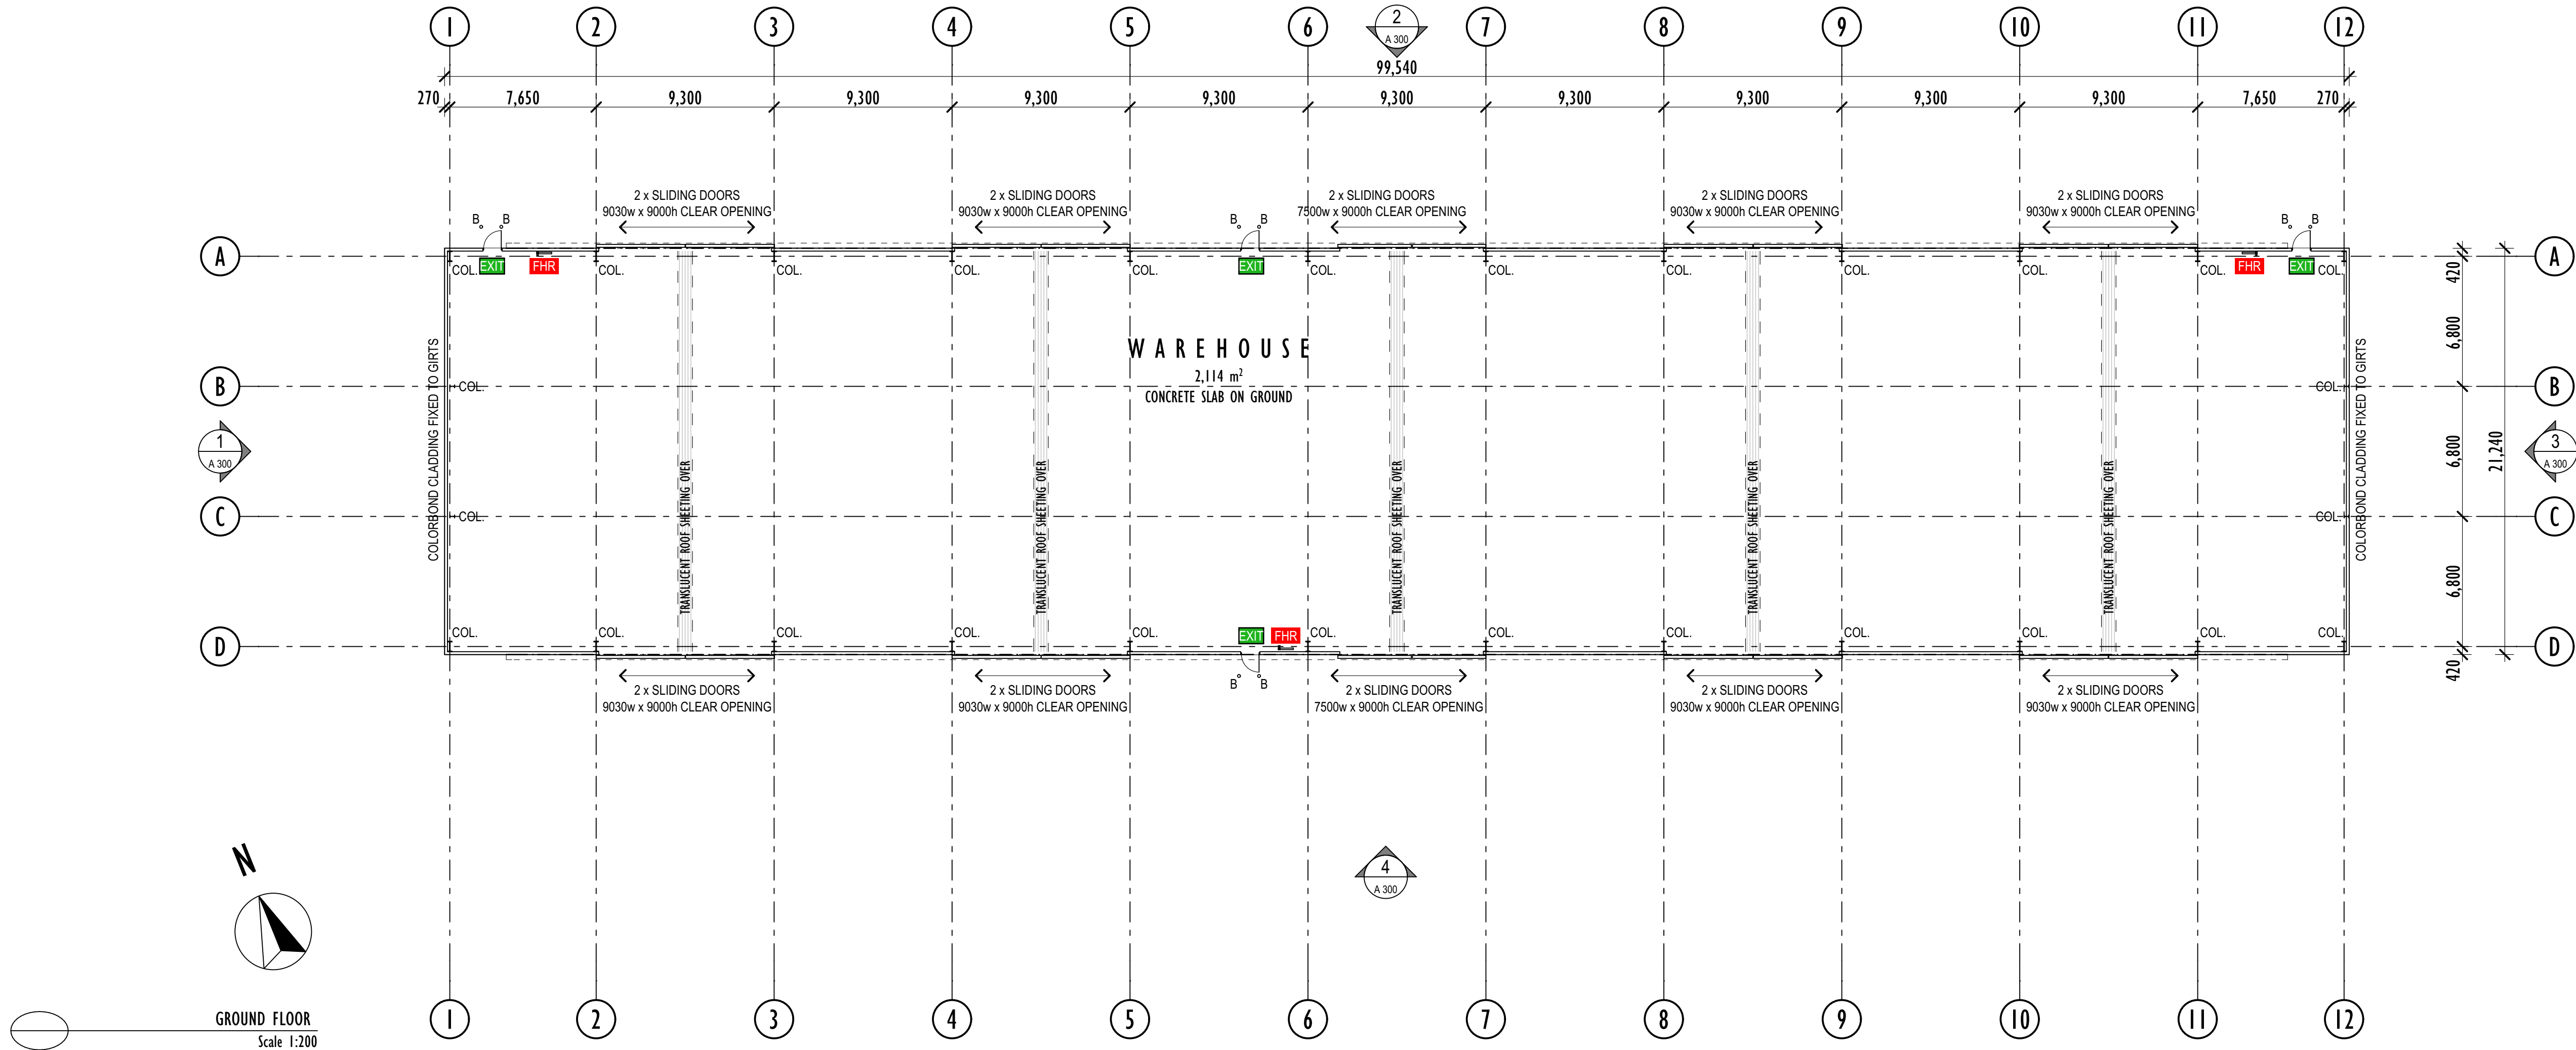 1 2 3 4 5 6 7 8 9 10 11 12
2
A 300
99,540
270 7,650 9,300 9,300 9,300 9,300 9,300 9,300 9,300 9,300 9,300 7,650 270
2 x SLIDING DOORS 2 x SLIDING DOORS 2 x SLIDING DOORS 2 x SLIDING DOORS 2 x SLIDING DOORS
9030w x 9000h CLEAR OPENING 9030w x 9000h CLEAR OPENING 7500w x 9000h CLEAR OPENING 9030w x 9000h CLEAR OPENING 9030w x 9000h CLEAR OPENING
B B B B B B
A A
EXIT FHR EXIT FHR EXIT
COL. COL. COL. COL. COL. COL. COL. COL. COL. COL. COL. COL.
420
6,800
WAREHOUSE
2,114 m²
CONCRETE SLAB ON GROUND
B COL. COL. B
COLORBOND CLADDING FIXED TO GIRTS
COLORBOND CLADDING FIXED TO GIRTS
1
A 300
6,800
21,240
3
A 300
C COL. COL. C
TRANSLUCENT ROOF SHEETING OVER
TRANSLUCENT ROOF SHEETING OVER
TRANSLUCENT ROOF SHEETING OVER
TRANSLUCENT ROOF SHEETING OVER
TRANSLUCENT ROOF SHEETING OVER
6,800
COL. COL. COL. COL. COL. EXIT FHR COL. COL. COL. COL. COL. COL. COL.
D D
420
B B
2 x SLIDING DOORS 2 x SLIDING DOORS 2 x SLIDING DOORS 2 x SLIDING DOORS 2 x SLIDING DOORS
9030w x 9000h CLEAR OPENING 9030w x 9000h CLEAR OPENING 7500w x 9000h CLEAR OPENING 9030w x 9000h CLEAR OPENING 9030w x 9000h CLEAR OPENING
N
4
A 300
1 2 3 4 5 6 7 8 9 10 11 12
GROUND FLOOR
Scale 1:200